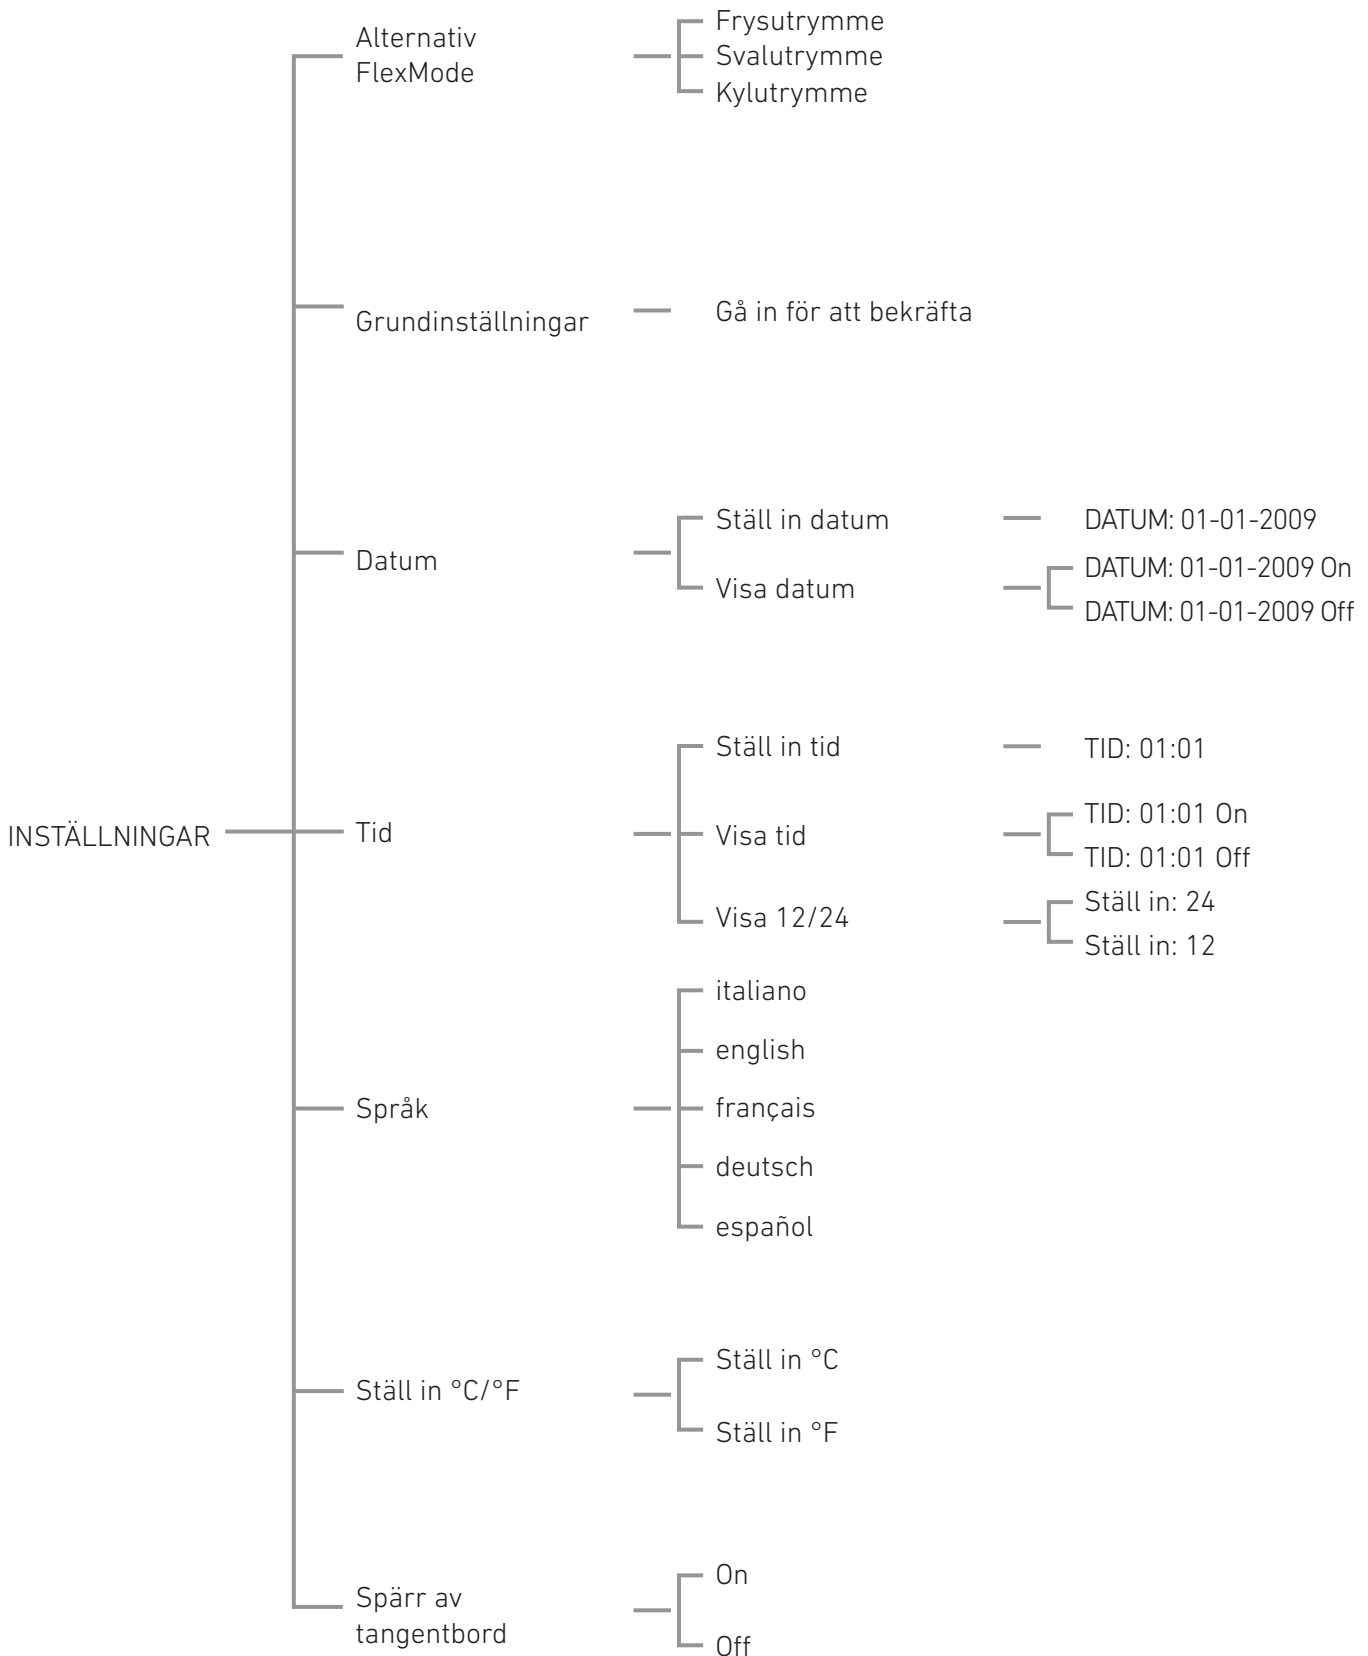 Alternativ
FlexMode
Frysutrymme
Svalutrymme
Kylutrymme
Grundinställningar
Gå in för att bekräfta
Datum
Ställ in datum
DATUM: 01-01-2009
Visa datum
DATUM: 01-01-2009 On
DATUM: 01-01-2009 Off
INSTÄLLNINGAR
Tid
Ställ in tid
TID: 01:01
Visa tid
TID: 01:01 On
TID: 01:01 Off
Visa 12/24
Ställ in: 24
Ställ in: 12
Språk
italiano
english
français
deutsch
español
Ställ in °C/°F
Ställ in °C
Ställ in °F
Spärr av
tangentbord
On
Off